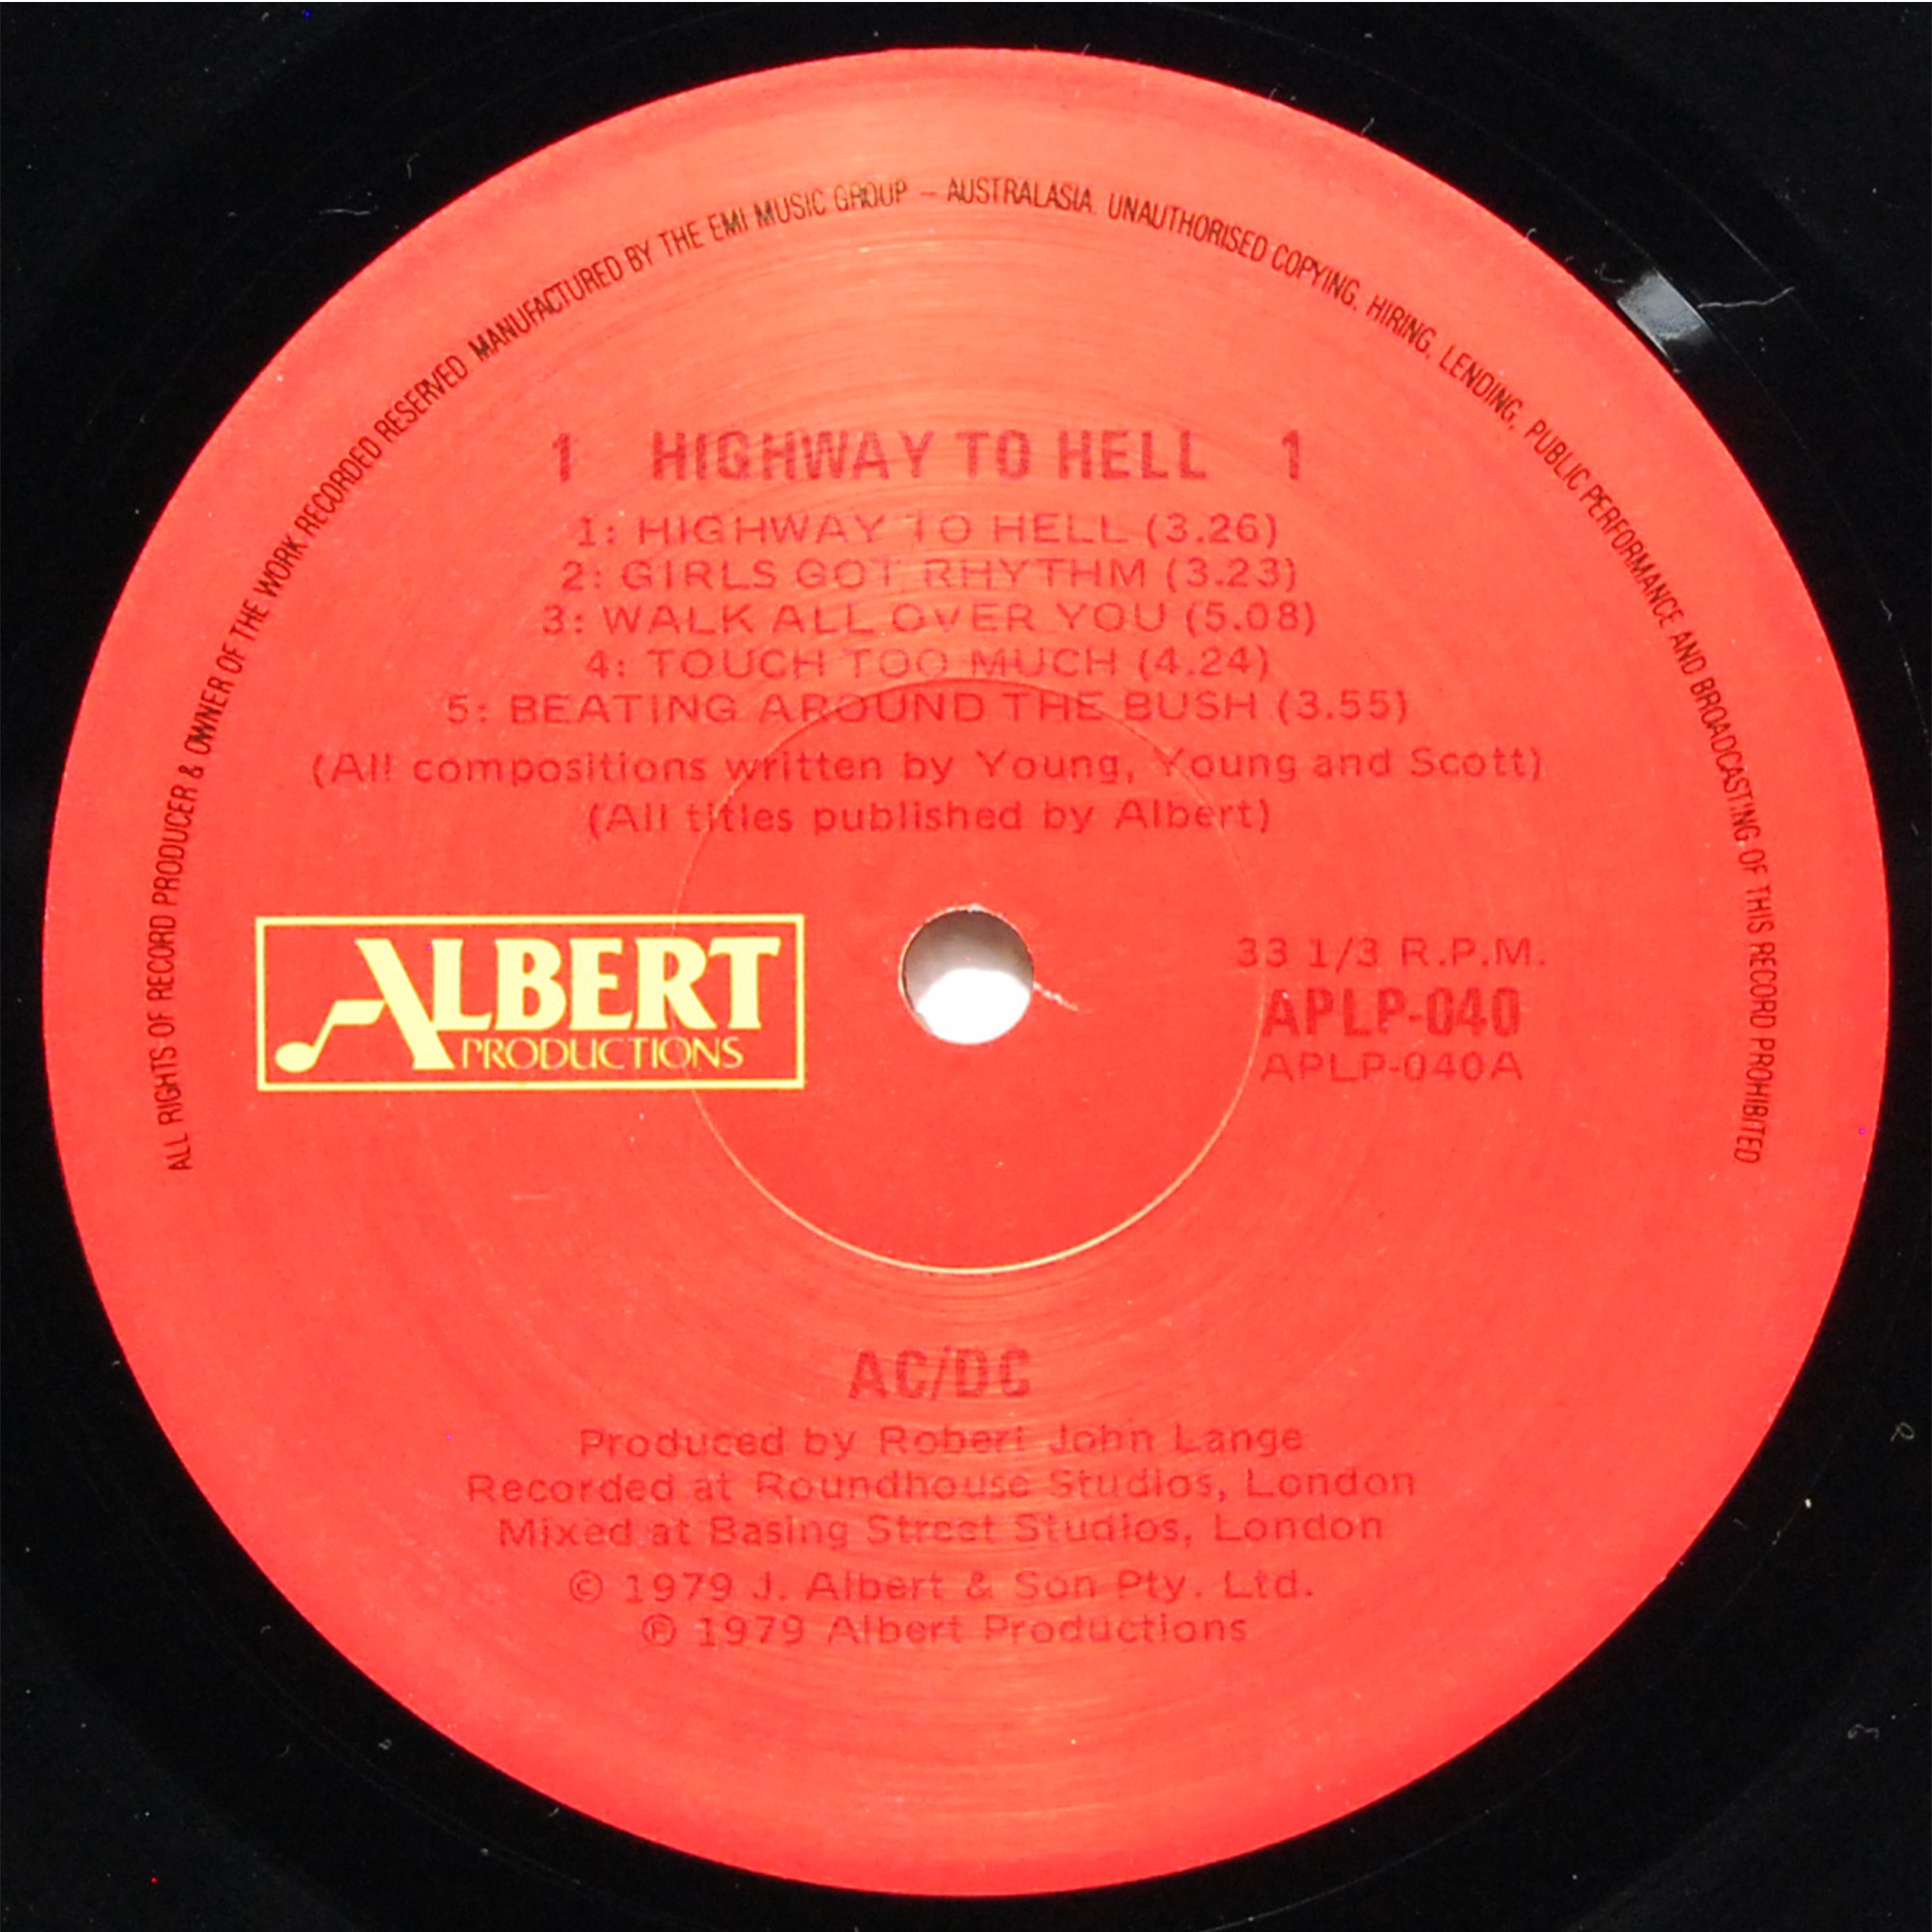 ALL RIGHTS OF RECORD PRODUCER & OWNER OF THE WORK RECORDED RESERVED. MANUFACTURED BY THE EMI MUSIC GROUP – AUSTRALASIA. UNAUTHORISED COPYING, HIRING, LENDING, PUBLIC PERFORMANCE AND BROADCASTING OF THIS RECORD PROHIBITED
1 HIGHWAY TO HELL 1
1: HIGHWAY TO HELL (3.26)
2: GIRLS GOT RHYTHM (3.23)
3: WALK ALL OVER YOU (5.08)
4: TOUCH TOO MUCH (4.24)
5: BEATING AROUND THE BUSH (3.55)
(All compositions written by Young, Young and Scott)
(All titles published by Albert)
ALBERT
PRODUCTIONS
33 1/3 R.P.M.
APLP-040
APLP-040A
AC/DC
Produced by Robert John Lange
Recorded at Roundhouse Studios, London
Mixed at Basing Street Studios, London
© 1979 J. Albert & Son Pty. Ltd.
℗ 1979 Albert Productions